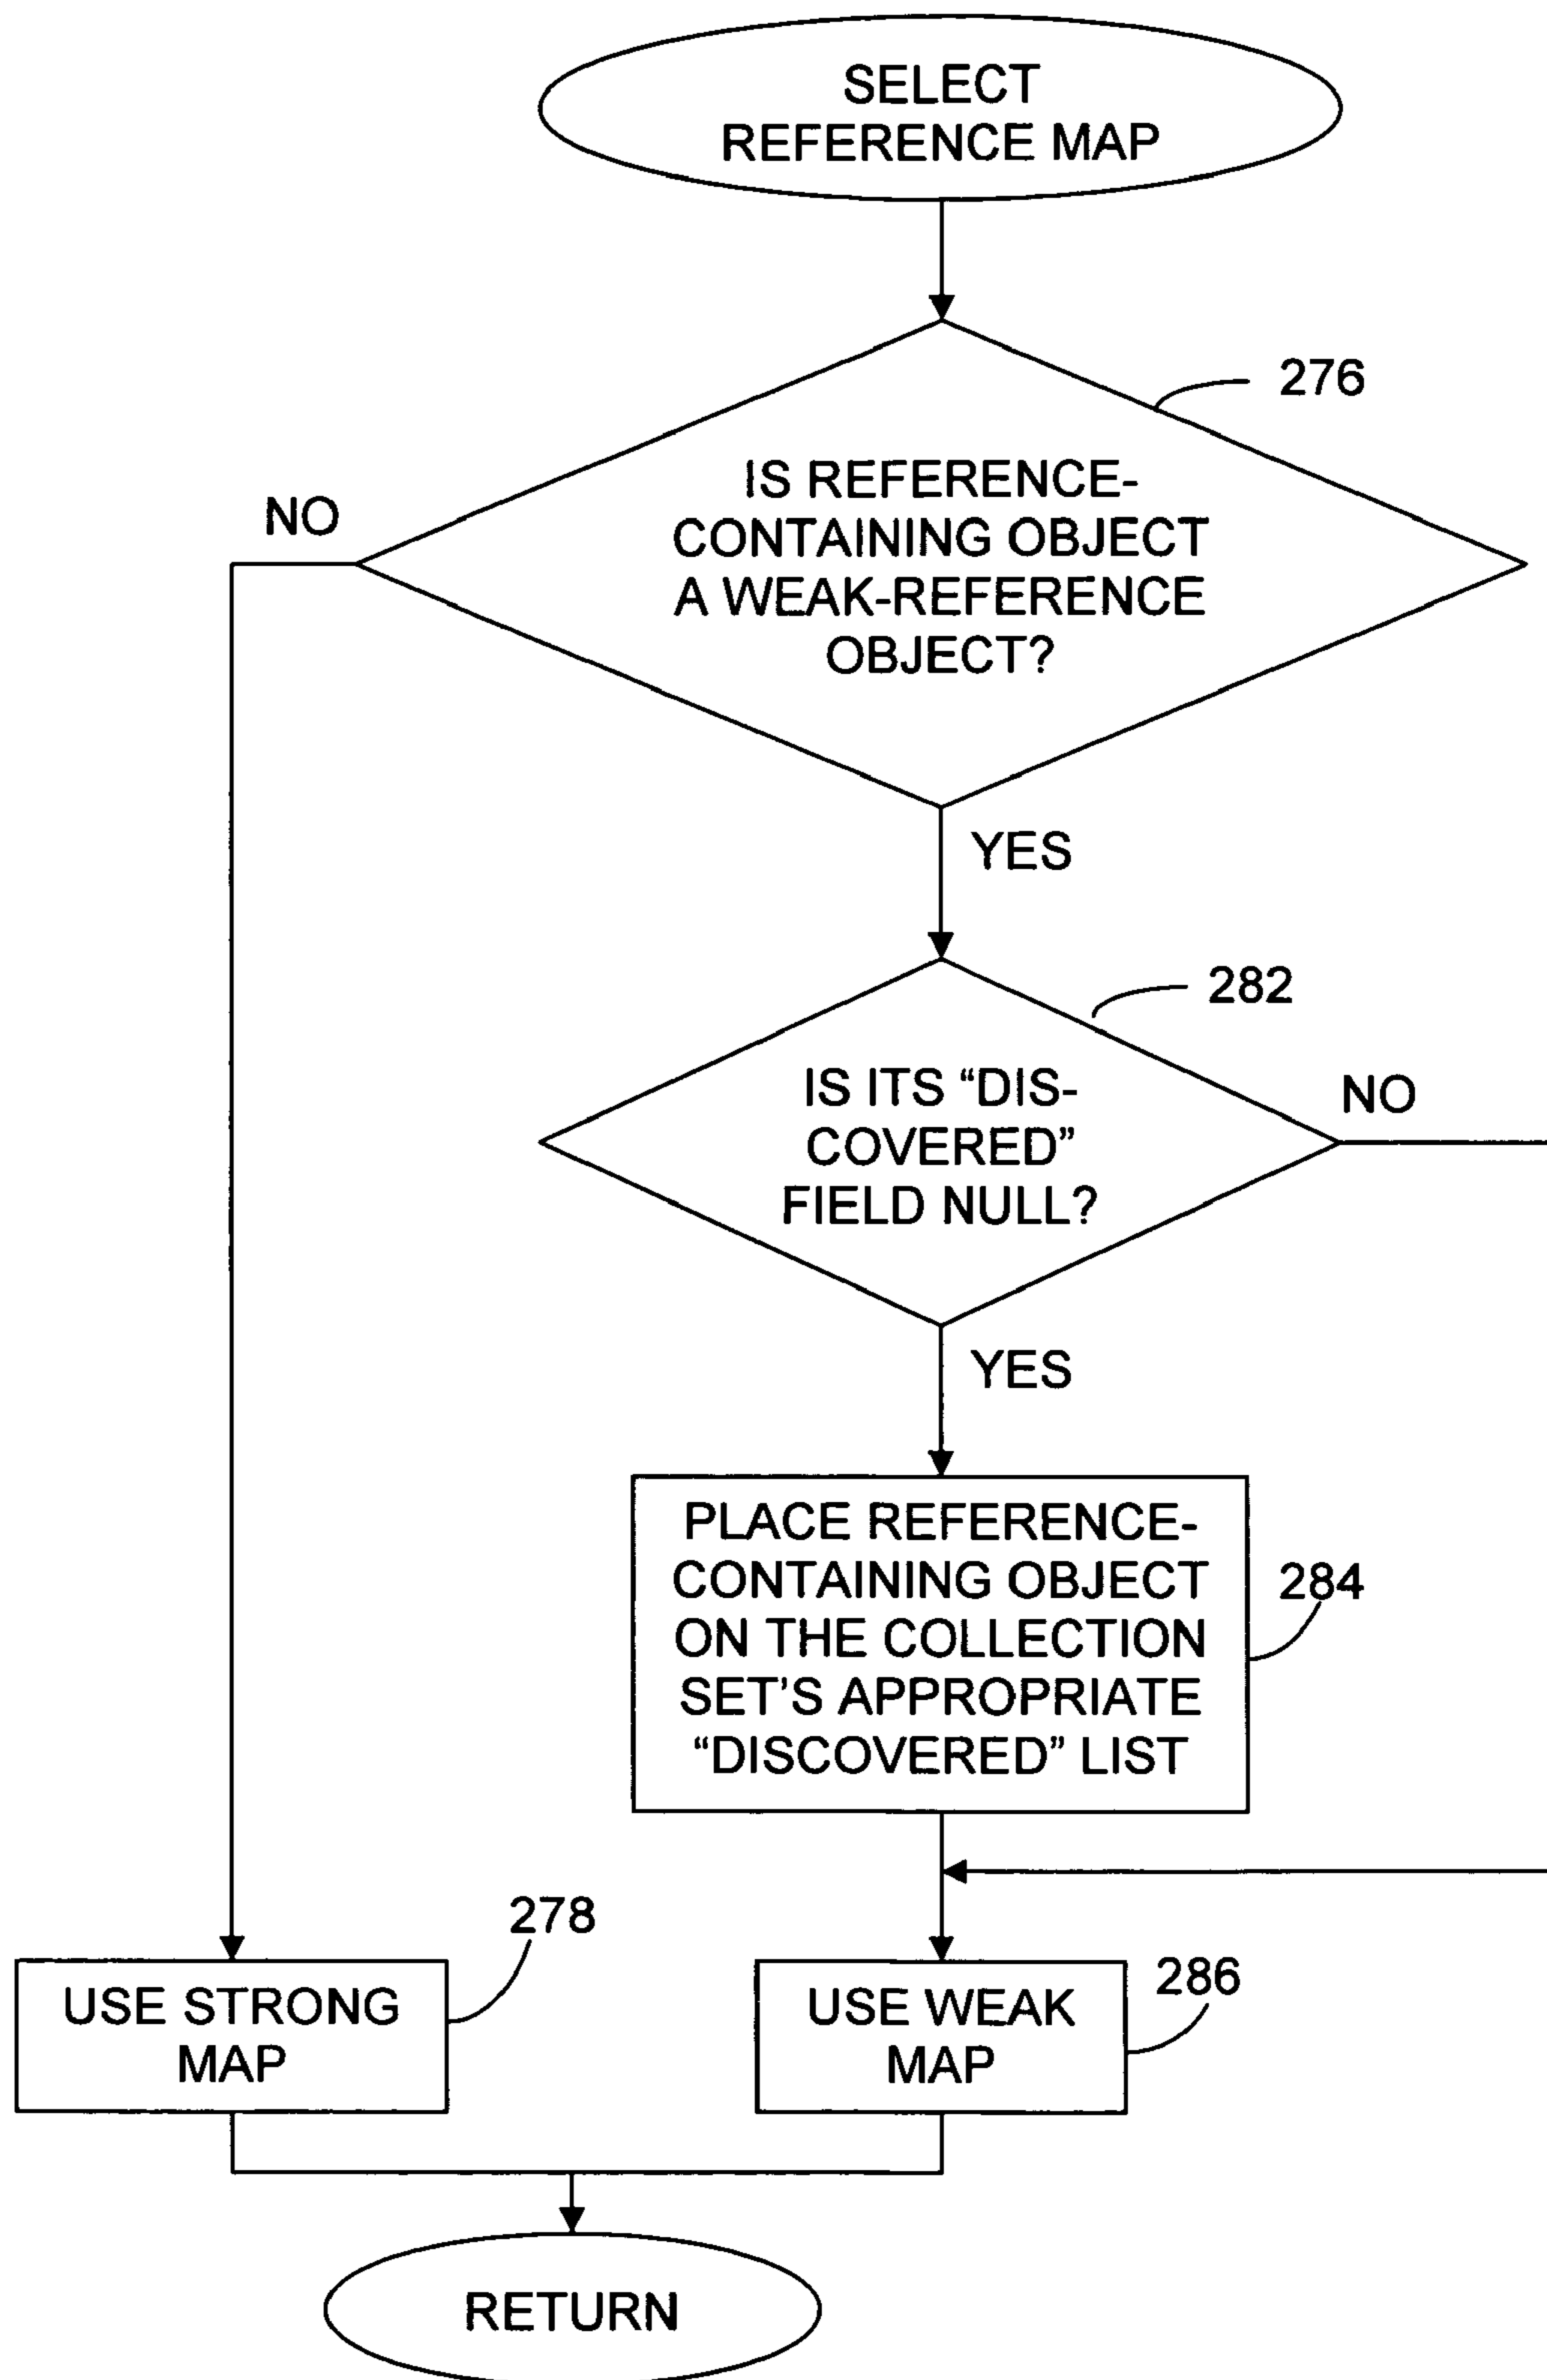 SELECT
REFERENCE MAP
276
IS REFERENCE-
CONTAINING OBJECT
A WEAK-REFERENCE
OBJECT?
NO
YES
282
IS ITS “DIS-
COVERED”
FIELD NULL?
NO
YES
PLACE REFERENCE-
CONTAINING OBJECT
ON THE COLLECTION
SET’S APPROPRIATE
“DISCOVERED” LIST
284
278
USE STRONG
MAP
286
USE WEAK
MAP
RETURN